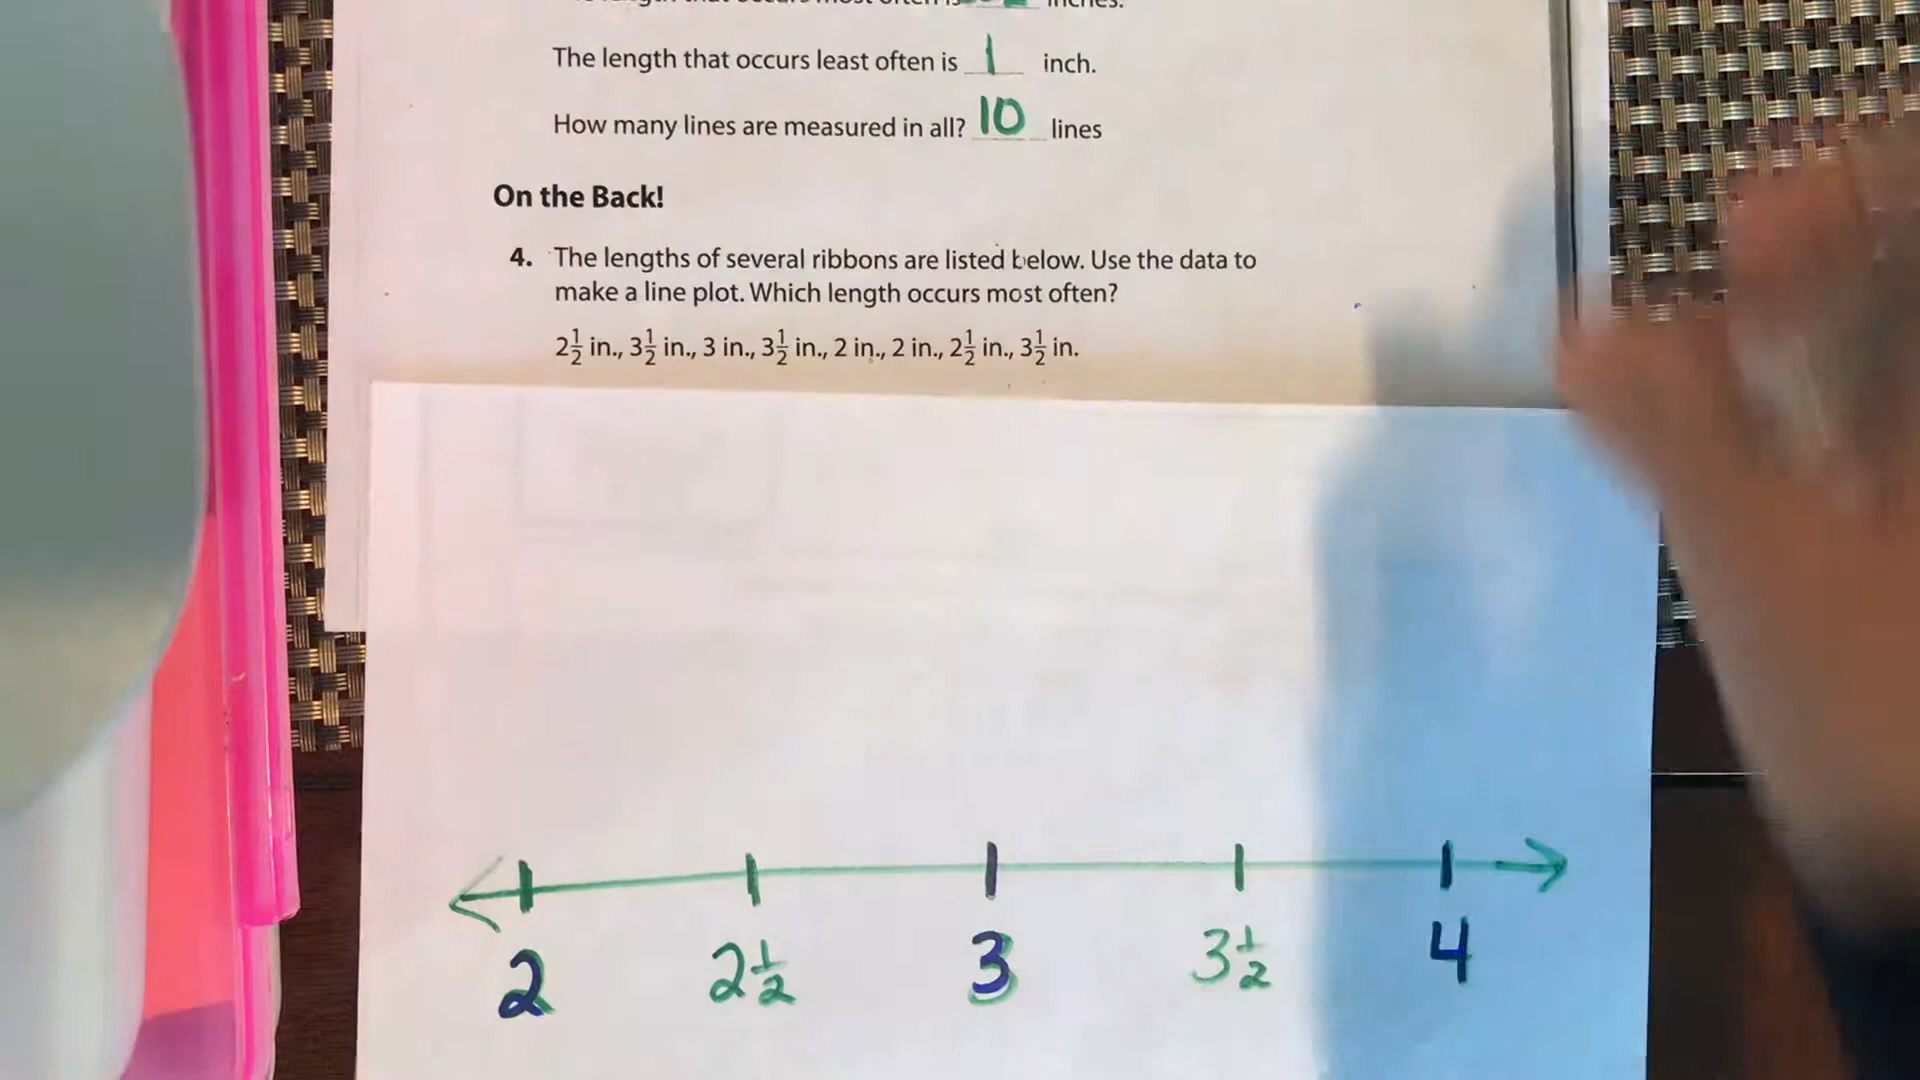 inches.
The length that occurs least often is 1 inch.
How many lines are measured in all? 10 lines
On the Back!
4. The lengths of several ribbons are listed below. Use the data to
make a line plot. Which length occurs most often?
2½ in., 3½ in., 3 in., 3½ in., 2 in., 2 in., 2½ in., 3½ in.
2 2½ 3 3½ 4